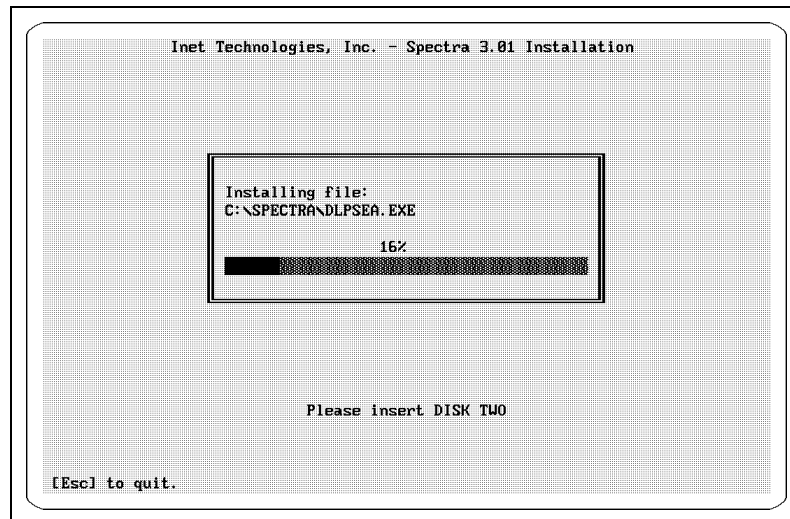 Inet Technologies, Inc. - Spectra 3.01 Installation
Installing file:
C:\SPECTRA\DLPSEA.EXE
16%
Please insert DISK TWO
[Esc] to quit.